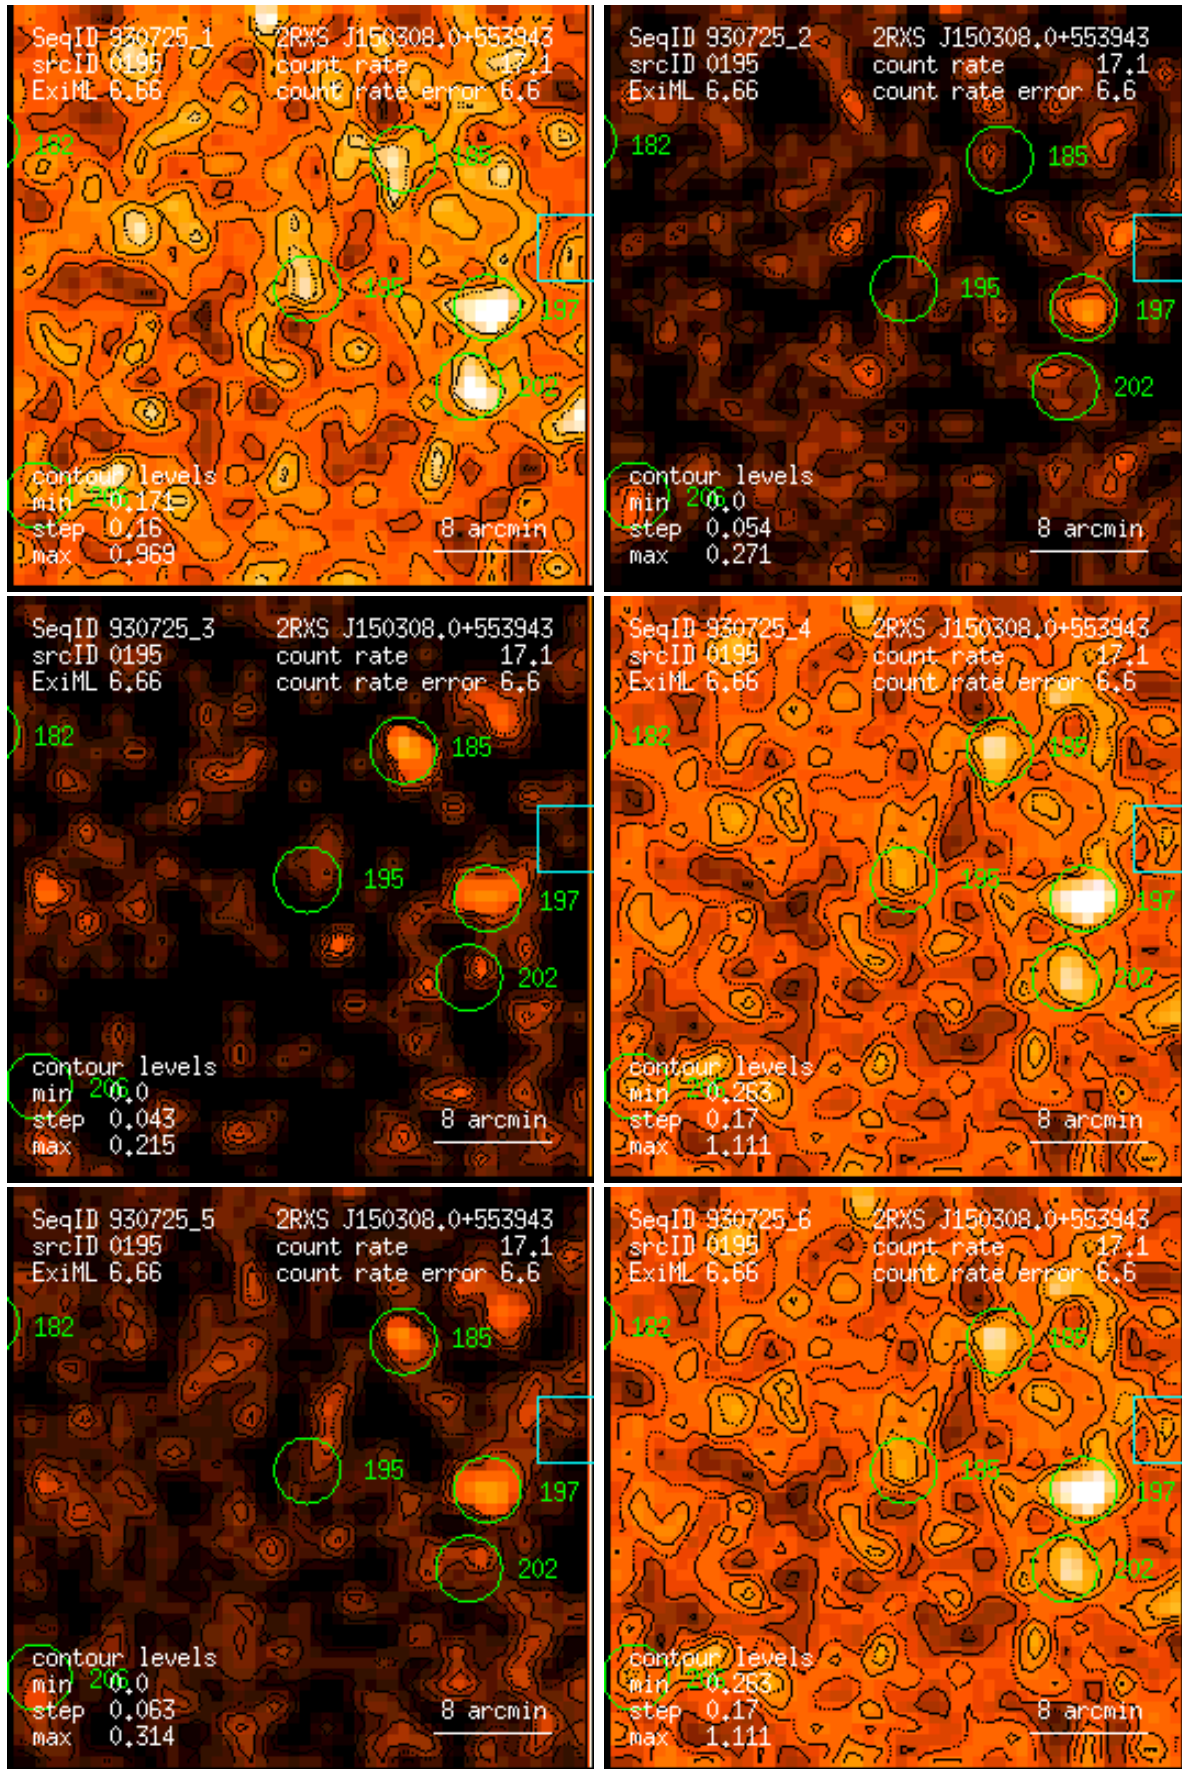 SeqID 930725_1 2RXS J150308.0+553943
srcID 0195 count rate 17.1
ExiML 6.66 count rate error 6.6
182
185
195
197
202
contour levels
206
min 0.171
step 0.16 8 arcmin
max 0.969
SeqID 930725_2 2RXS J150308.0+553943
srcID 0195 count rate 17.1
ExiML 6.66 count rate error 6.6
182
185
195
197
202
contour levels
206
min 0.0
step 0.054 8 arcmin
max 0.271
SeqID 930725_3 2RXS J150308.0+553943
srcID 0195 count rate 17.1
ExiML 6.66 count rate error 6.6
182
185
195
197
202
contour levels
206
min 0.0
step 0.043 8 arcmin
max 0.215
SeqID 930725_4 2RXS J150308.0+553943
srcID 0195 count rate 17.1
ExiML 6.66 count rate error 6.6
182
185
195
197
202
contour levels
206
min 0.263
step 0.17 8 arcmin
max 1.111
SeqID 930725_5 2RXS J150308.0+553943
srcID 0195 count rate 17.1
ExiML 6.66 count rate error 6.6
182
185
195
197
202
contour levels
206
min 0.0
step 0.063 8 arcmin
max 0.314
SeqID 930725_6 2RXS J150308.0+553943
srcID 0195 count rate 17.1
ExiML 6.66 count rate error 6.6
182
185
195
197
202
contour levels
206
min 0.263
step 0.17 8 arcmin
max 1.111